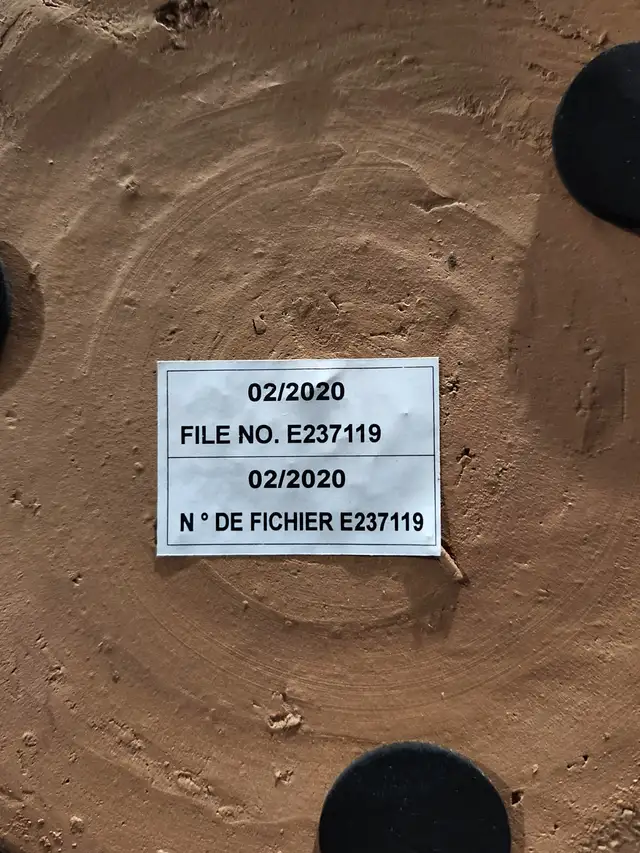 02/2020
FILE NO. E237119
02/2020
N ° DE FICHIER E237119